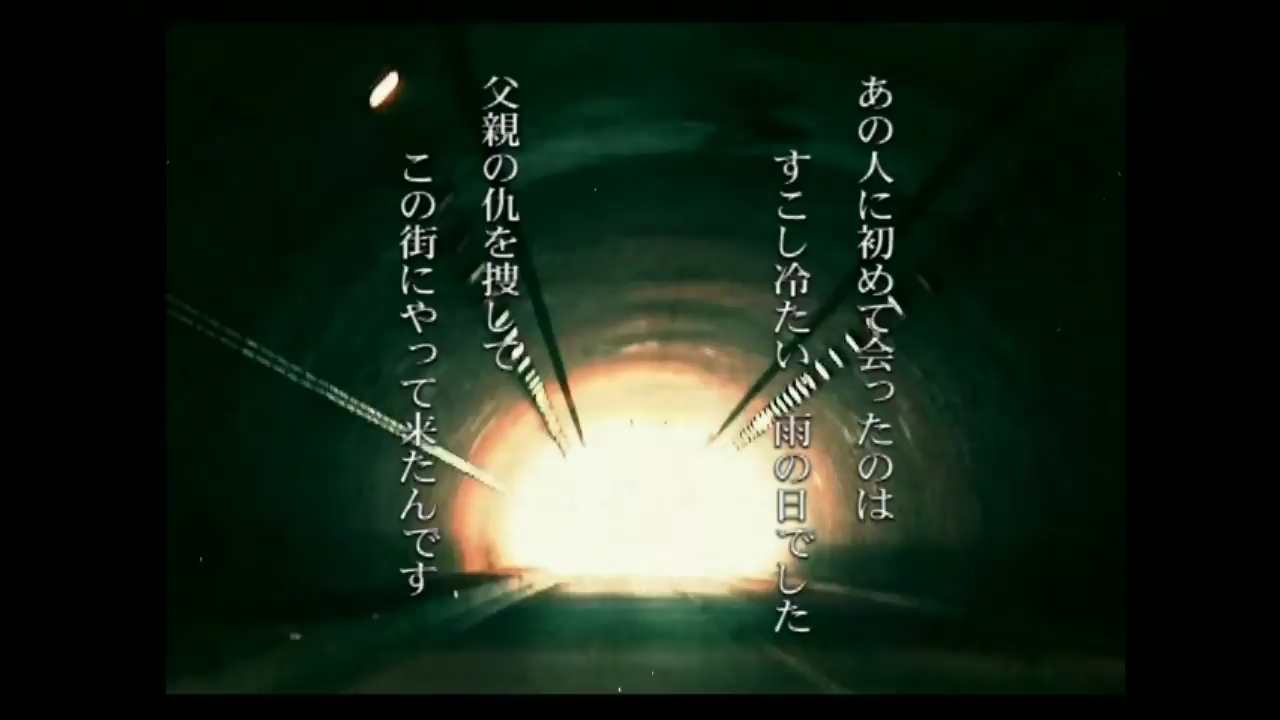 あの人に初めて会ったのは
すこし冷たい、雨の日でした
父親の仇を捜して
この街にやって来たんです